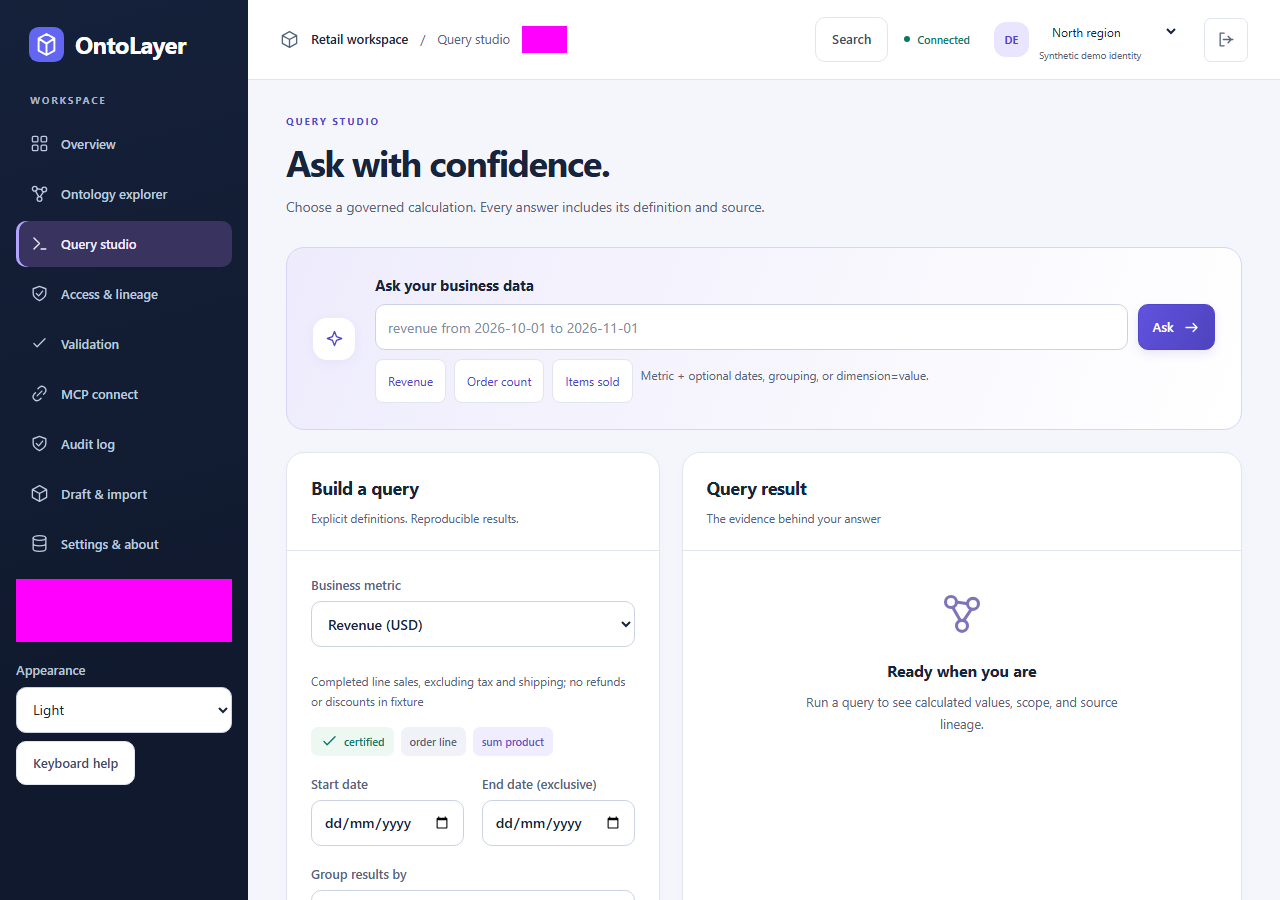 OntoLayer
WORKSPACE
Overview
Ontology explorer
Query studio
Access & lineage
Validation
MCP connect
Audit log
Draft & import
Settings & about
Appearance
Light
Keyboard help
Retail workspace / Query studio
Search
Connected
DE
North region
Synthetic demo identity
QUERY STUDIO
Ask with confidence.
Choose a governed calculation. Every answer includes its definition and source.
Ask your business data
revenue from 2026-10-01 to 2026-11-01
Ask
Revenue
Order count
Items sold
Metric + optional dates, grouping, or dimension=value.
Build a query
Explicit definitions. Reproducible results.
Business metric
Revenue (USD)
Completed line sales, excluding tax and shipping; no refunds
or discounts in fixture
certified
order line
sum product
Start date
End date (exclusive)
dd/mm/yyyy
dd/mm/yyyy
Group results by
Query result
The evidence behind your answer
Ready when you are
Run a query to see calculated values, scope, and source
lineage.